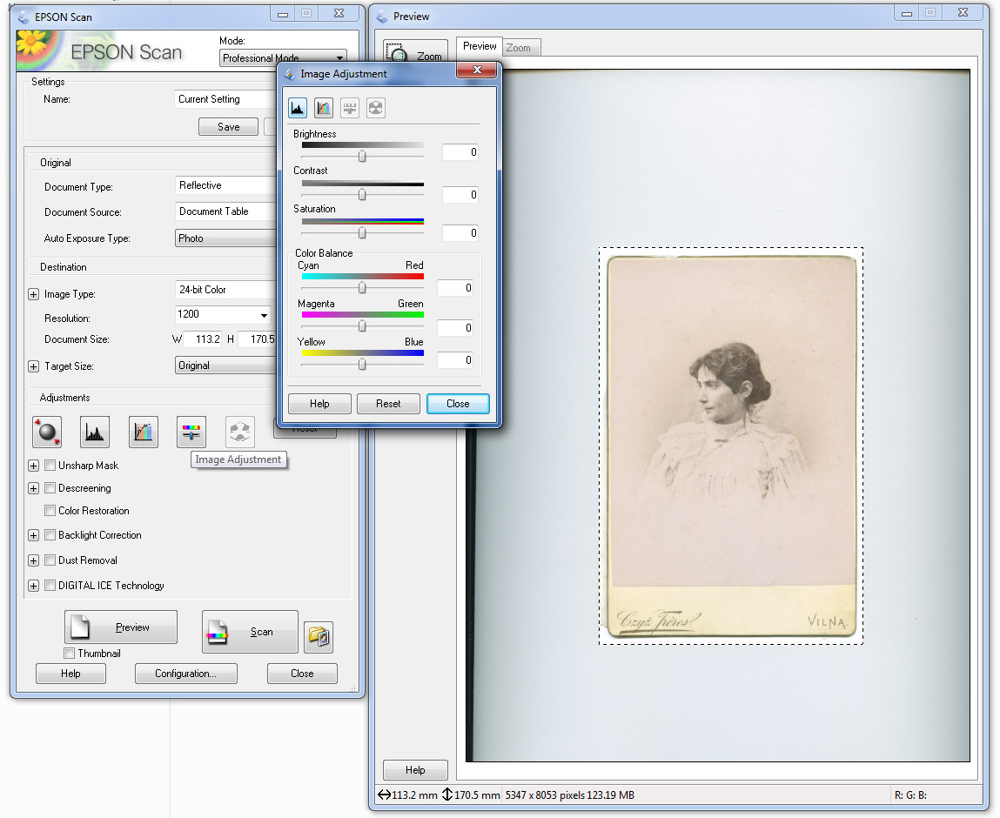 EPSON Scan
EPSON Scan
Mode:
Professional Mode
Settings
Name:
Current Setting
Save
Original
Document Type:
Reflective
Document Source:
Document Table
Auto Exposure Type:
Photo
Destination
Image Type:
24-bit Color
Resolution:
1200
Document Size:
W 113.2 H 170.5
Target Size:
Original
Adjustments
Reset
Image Adjustment
Unsharp Mask
Descreening
Color Restoration
Backlight Correction
Dust Removal
DIGITAL ICE Technology
Preview
Scan
Thumbnail
Help
Configuration...
Close
Image Adjustment
Brightness
0
Contrast
0
Saturation
0
Color Balance
Cyan Red
0
Magenta Green
0
Yellow Blue
0
Help
Reset
Close
Preview
Zoom
Preview
Zoom
Czyż Frères
VILNA.
Help
113.2 mm 170.5 mm 5347 x 8053 pixels 123.19 MB
R: G: B: